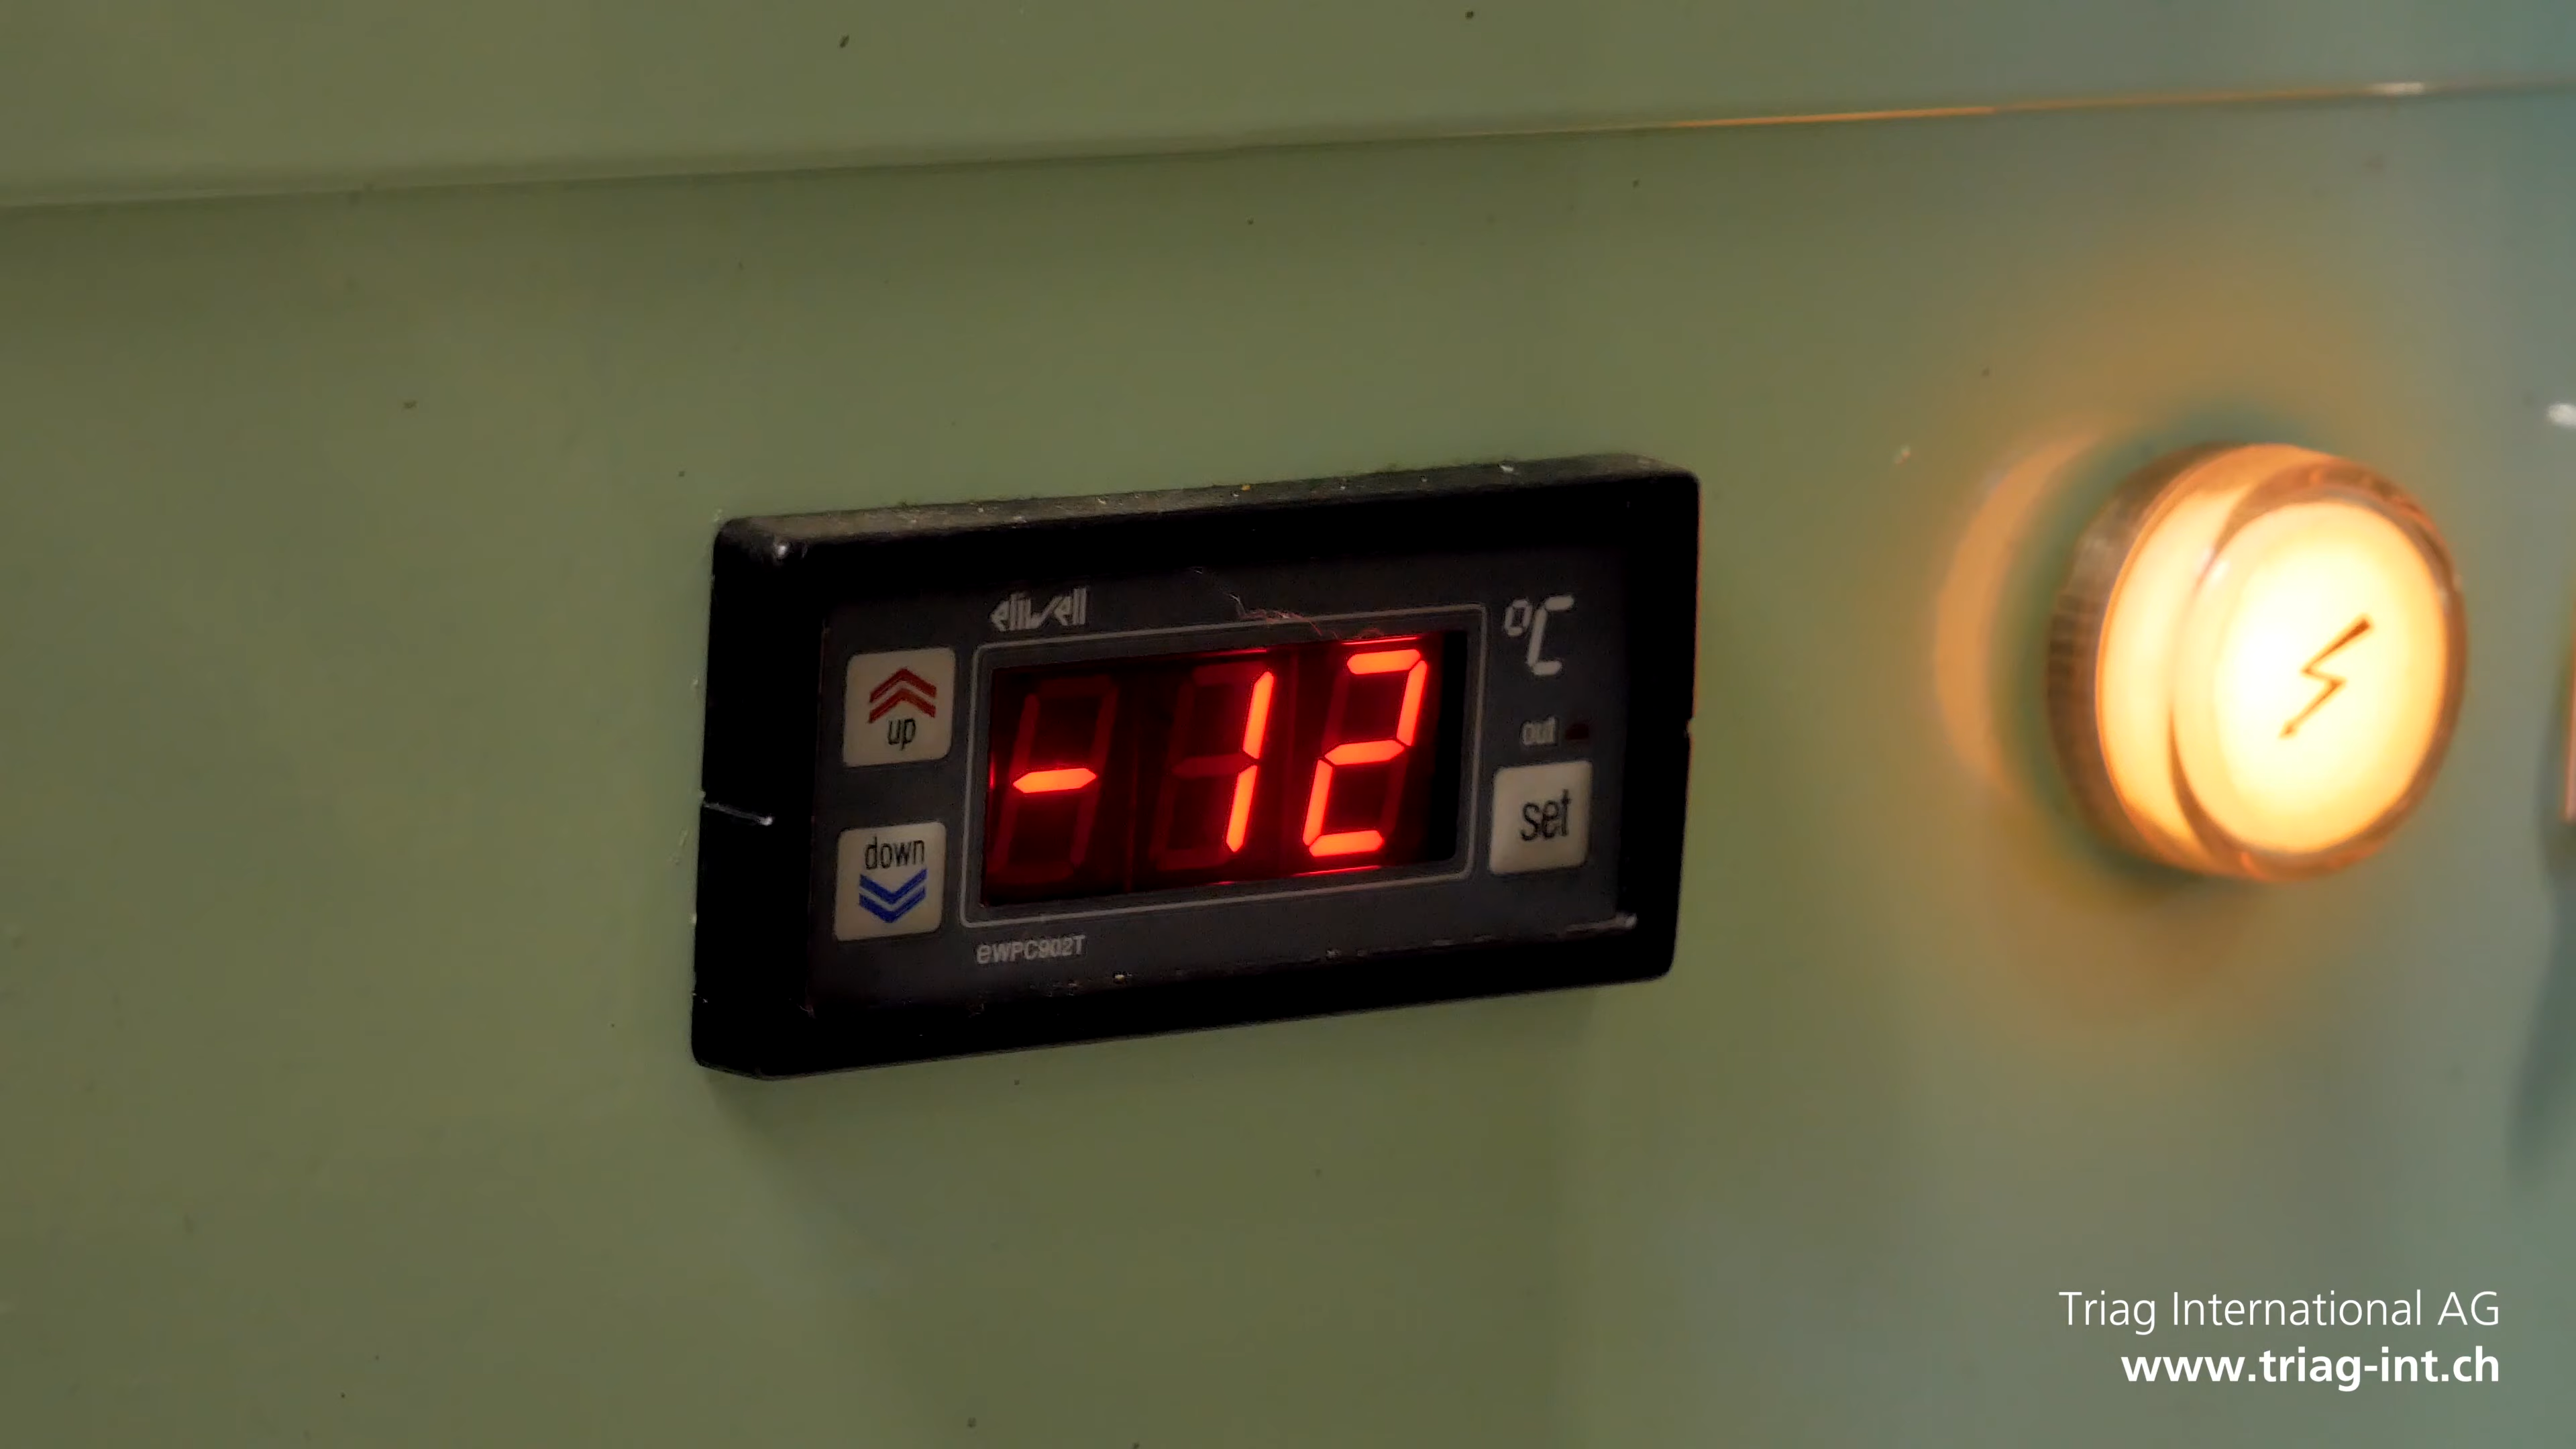 eliwell
°C
up
-12
out
down
set
eWPC902T
Triag International AG
www.triag-int.ch